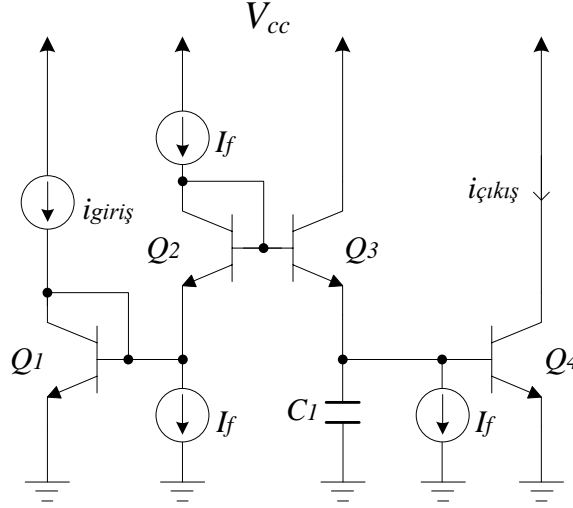 Vcc
If
igiriş
içıkış
Q2
Q3
Q1
Q4
If
C1
If